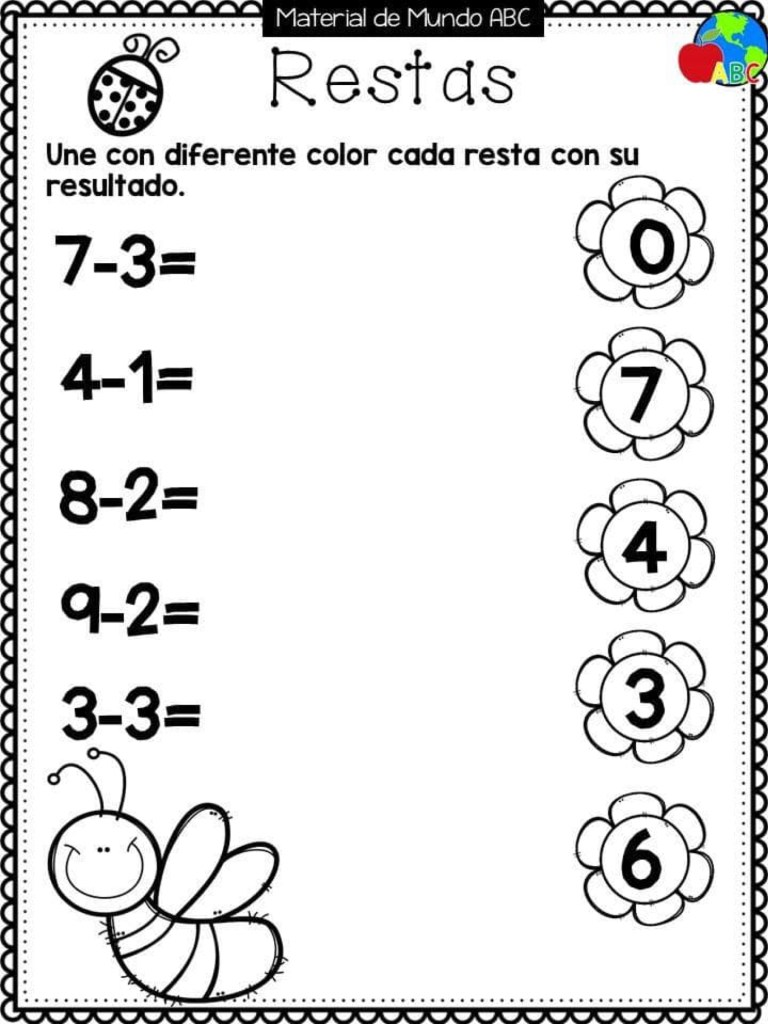 Material de Mundo ABC
ABC
Restas
Une con diferente color cada resta con su
resultado.
7-3=
0
4-1=
7
8-2=
4
9-2=
3
3-3=
6